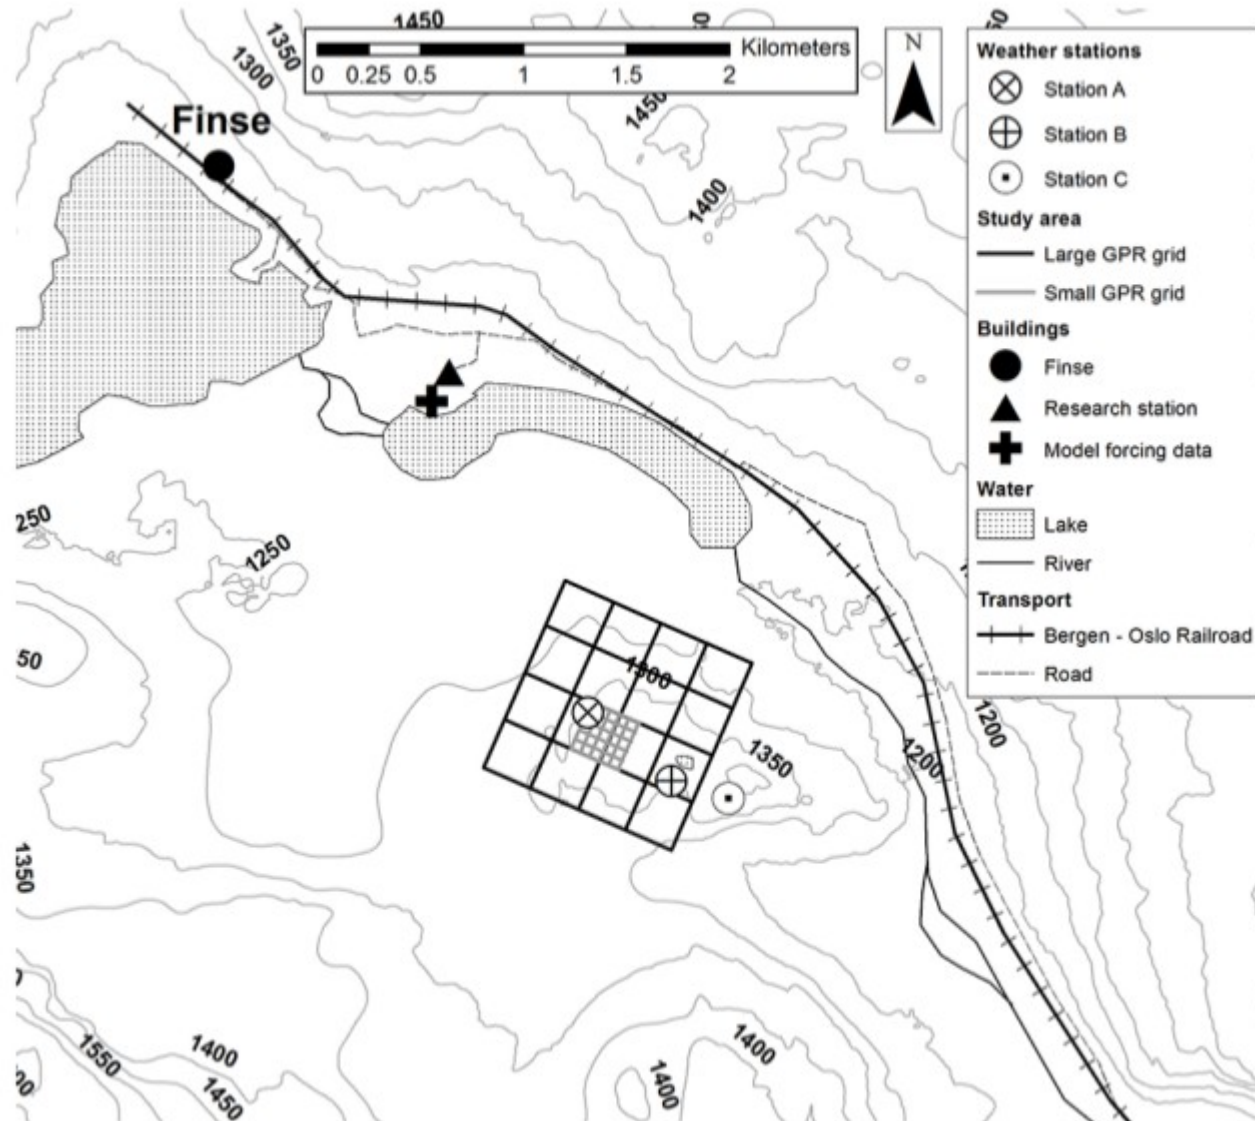 1450
1350
1300
Kilometers
0 0.25 0.5 1 1.5 2
N
Finse
1450
1400
Weather stations
Station A
Station B
Station C
Study area
Large GPR grid
Small GPR grid
Buildings
Finse
Research station
Model forcing data
Water
Lake
River
Transport
Bergen - Oslo Railroad
Road
250
1250
50
1300
1350
1200
1200
1350
1550
1400
1450
1400
1400